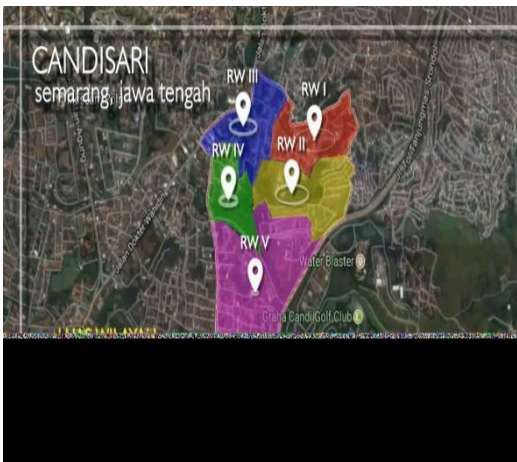 CANDISARI
semarang, jawa tengah
RW III
RW I
RW IV
RW II
RW V
Water Blaster
Graha Candi Golf Club